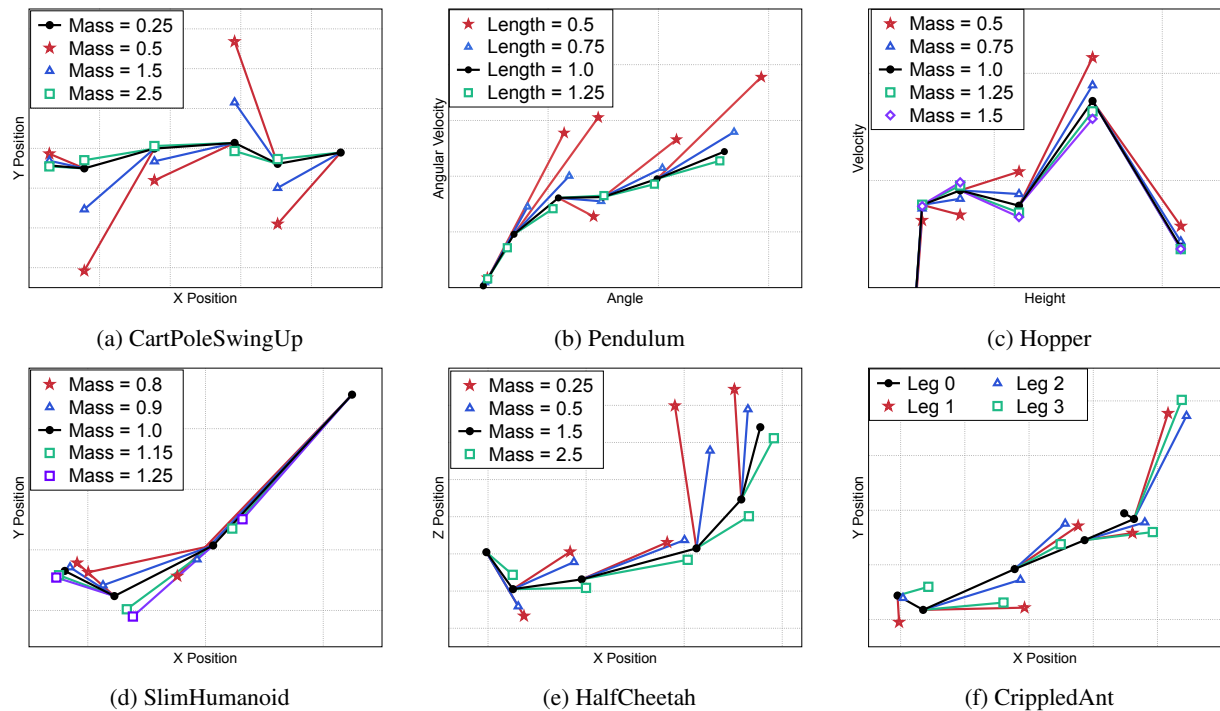 Mass = 0.25
Mass = 0.5
Mass = 1.5
Mass = 2.5
Y Position
X Position
(a) CartPoleSwingUp
Length = 0.5
Length = 0.75
Length = 1.0
Length = 1.25
Angular Velocity
Angle
(b) Pendulum
Mass = 0.5
Mass = 0.75
Mass = 1.0
Mass = 1.25
Mass = 1.5
Velocity
Height
(c) Hopper
Mass = 0.8
Mass = 0.9
Mass = 1.0
Mass = 1.15
Mass = 1.25
Y Position
X Position
(d) SlimHumanoid
Mass = 0.25
Mass = 0.5
Mass = 1.5
Mass = 2.5
Z Position
X Position
(e) HalfCheetah
Leg 0 Leg 2
Leg 1 Leg 3
Y Position
X Position
(f) CrippledAnt